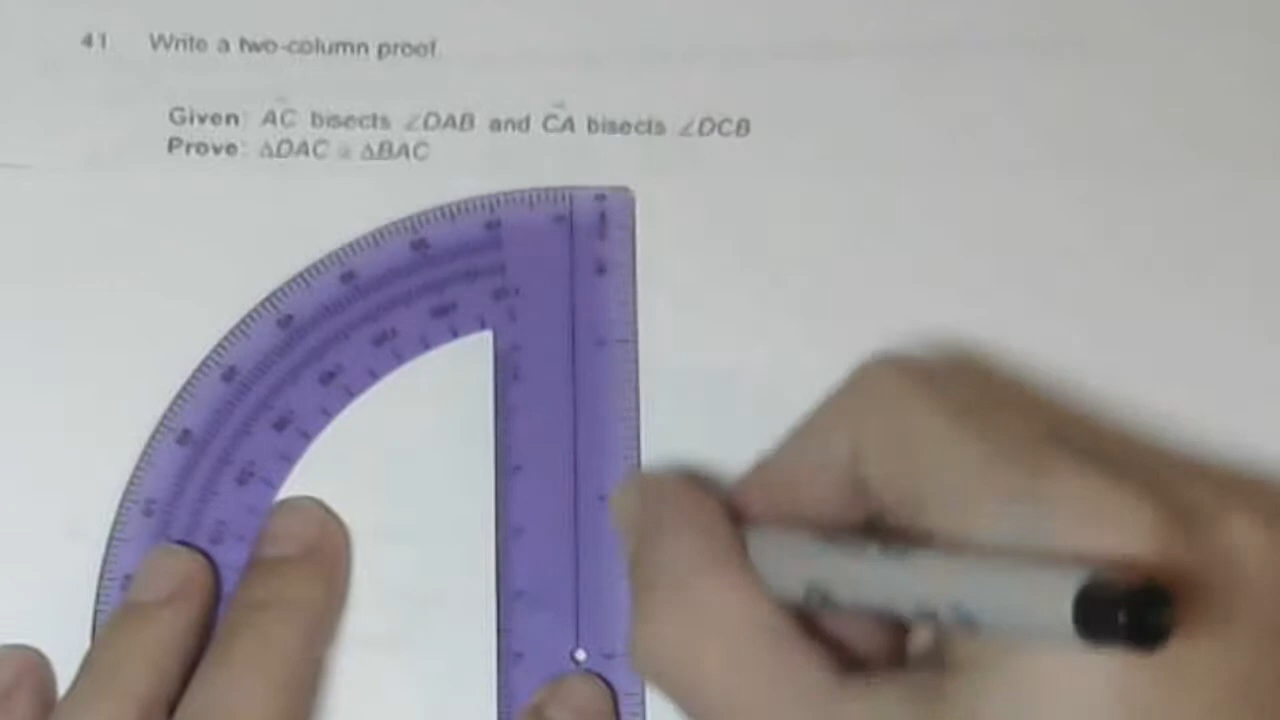 41. Write a two-column proof.
Given: AC bisects ∠DAB and CA bisects ∠DCB
Prove: ΔDAC ≅ ΔBAC